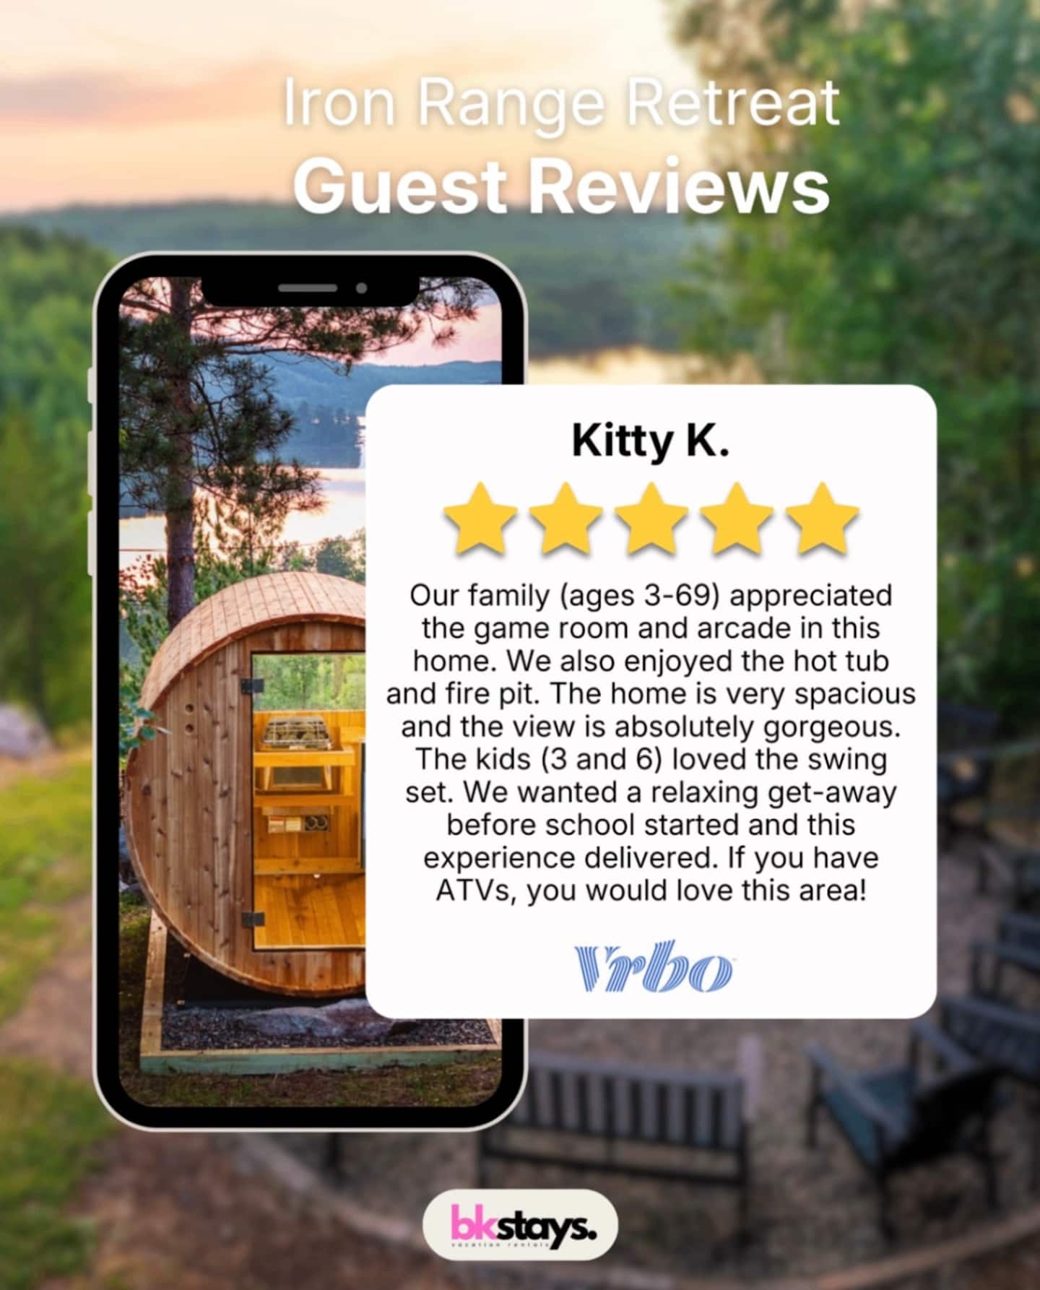 Iron Range Retreat
Guest Reviews
Kitty K.
Our family (ages 3-69) appreciated
the game room and arcade in this
home. We also enjoyed the hot tub
and fire pit. The home is very spacious
and the view is absolutely gorgeous.
The kids (3 and 6) loved the swing
set. We wanted a relaxing get-away
before school started and this
experience delivered. If you have
ATVs, you would love this area!
Vrbo
bkstays.
vacation rentals